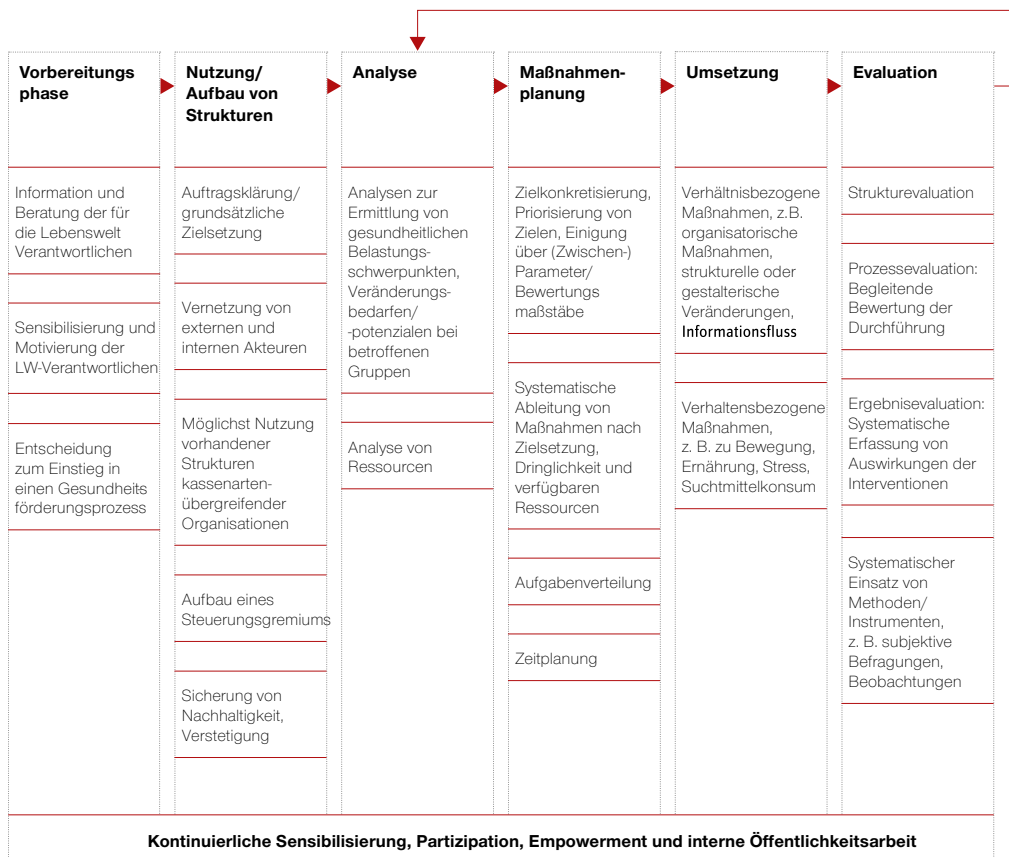 Vorbereitungs
phase
Information und
Beratung der für
die Lebenswelt
Verantwortlichen
Sensibilisierung und
Motivierung der
LW-Verantwortlichen
Entscheidung
zum Einstieg in
einen Gesundheits
förderungsprozess
Nutzung/
Aufbau von
Strukturen
Auftragsklärung/
grundsätzliche
Zielsetzung
Vernetzung von
externen und
internen Akteuren
Möglichst Nutzung
vorhandener
Strukturen
kassenarten-
übergreifender
Organisationen
Aufbau eines
Steuerungsgremiums
Sicherung von
Nachhaltigkeit,
Verstetigung
Analyse
Analysen zur
Ermittlung von
gesundheitlichen
Belastungs-
schwerpunkten,
Veränderungs-
bedarfen/
-potenzialen bei
betroffenen
Gruppen
Analyse von
Ressourcen
Maßnahmen-
planung
Zielkonkretisierung,
Priorisierung von
Zielen, Einigung
über (Zwischen-)
Parameter/
Bewertungs
maßstäbe
Systematische
Ableitung von
Maßnahmen nach
Zielsetzung,
Dringlichkeit und
verfügbaren
Ressourcen
Aufgabenverteilung
Zeitplanung
Umsetzung
Verhältnisbezogene
Maßnahmen, z.B.
organisatorische
Maßnahmen,
strukturelle oder
gestalterische
Veränderungen,
Informationsfluss
Verhaltensbezogene
Maßnahmen,
z. B. zu Bewegung,
Ernährung, Stress,
Suchtmittelkonsum
Evaluation
Strukturevaluation
Prozessevaluation:
Begleitende
Bewertung der
Durchführung
Ergebnisevaluation:
Systematische
Erfassung von
Auswirkungen der
Interventionen
Systematischer
Einsatz von
Methoden/
Instrumenten,
z. B. subjektive
Befragungen,
Beobachtungen
Kontinuierliche Sensibilisierung, Partizipation, Empowerment und interne Öffentlichkeitsarbeit